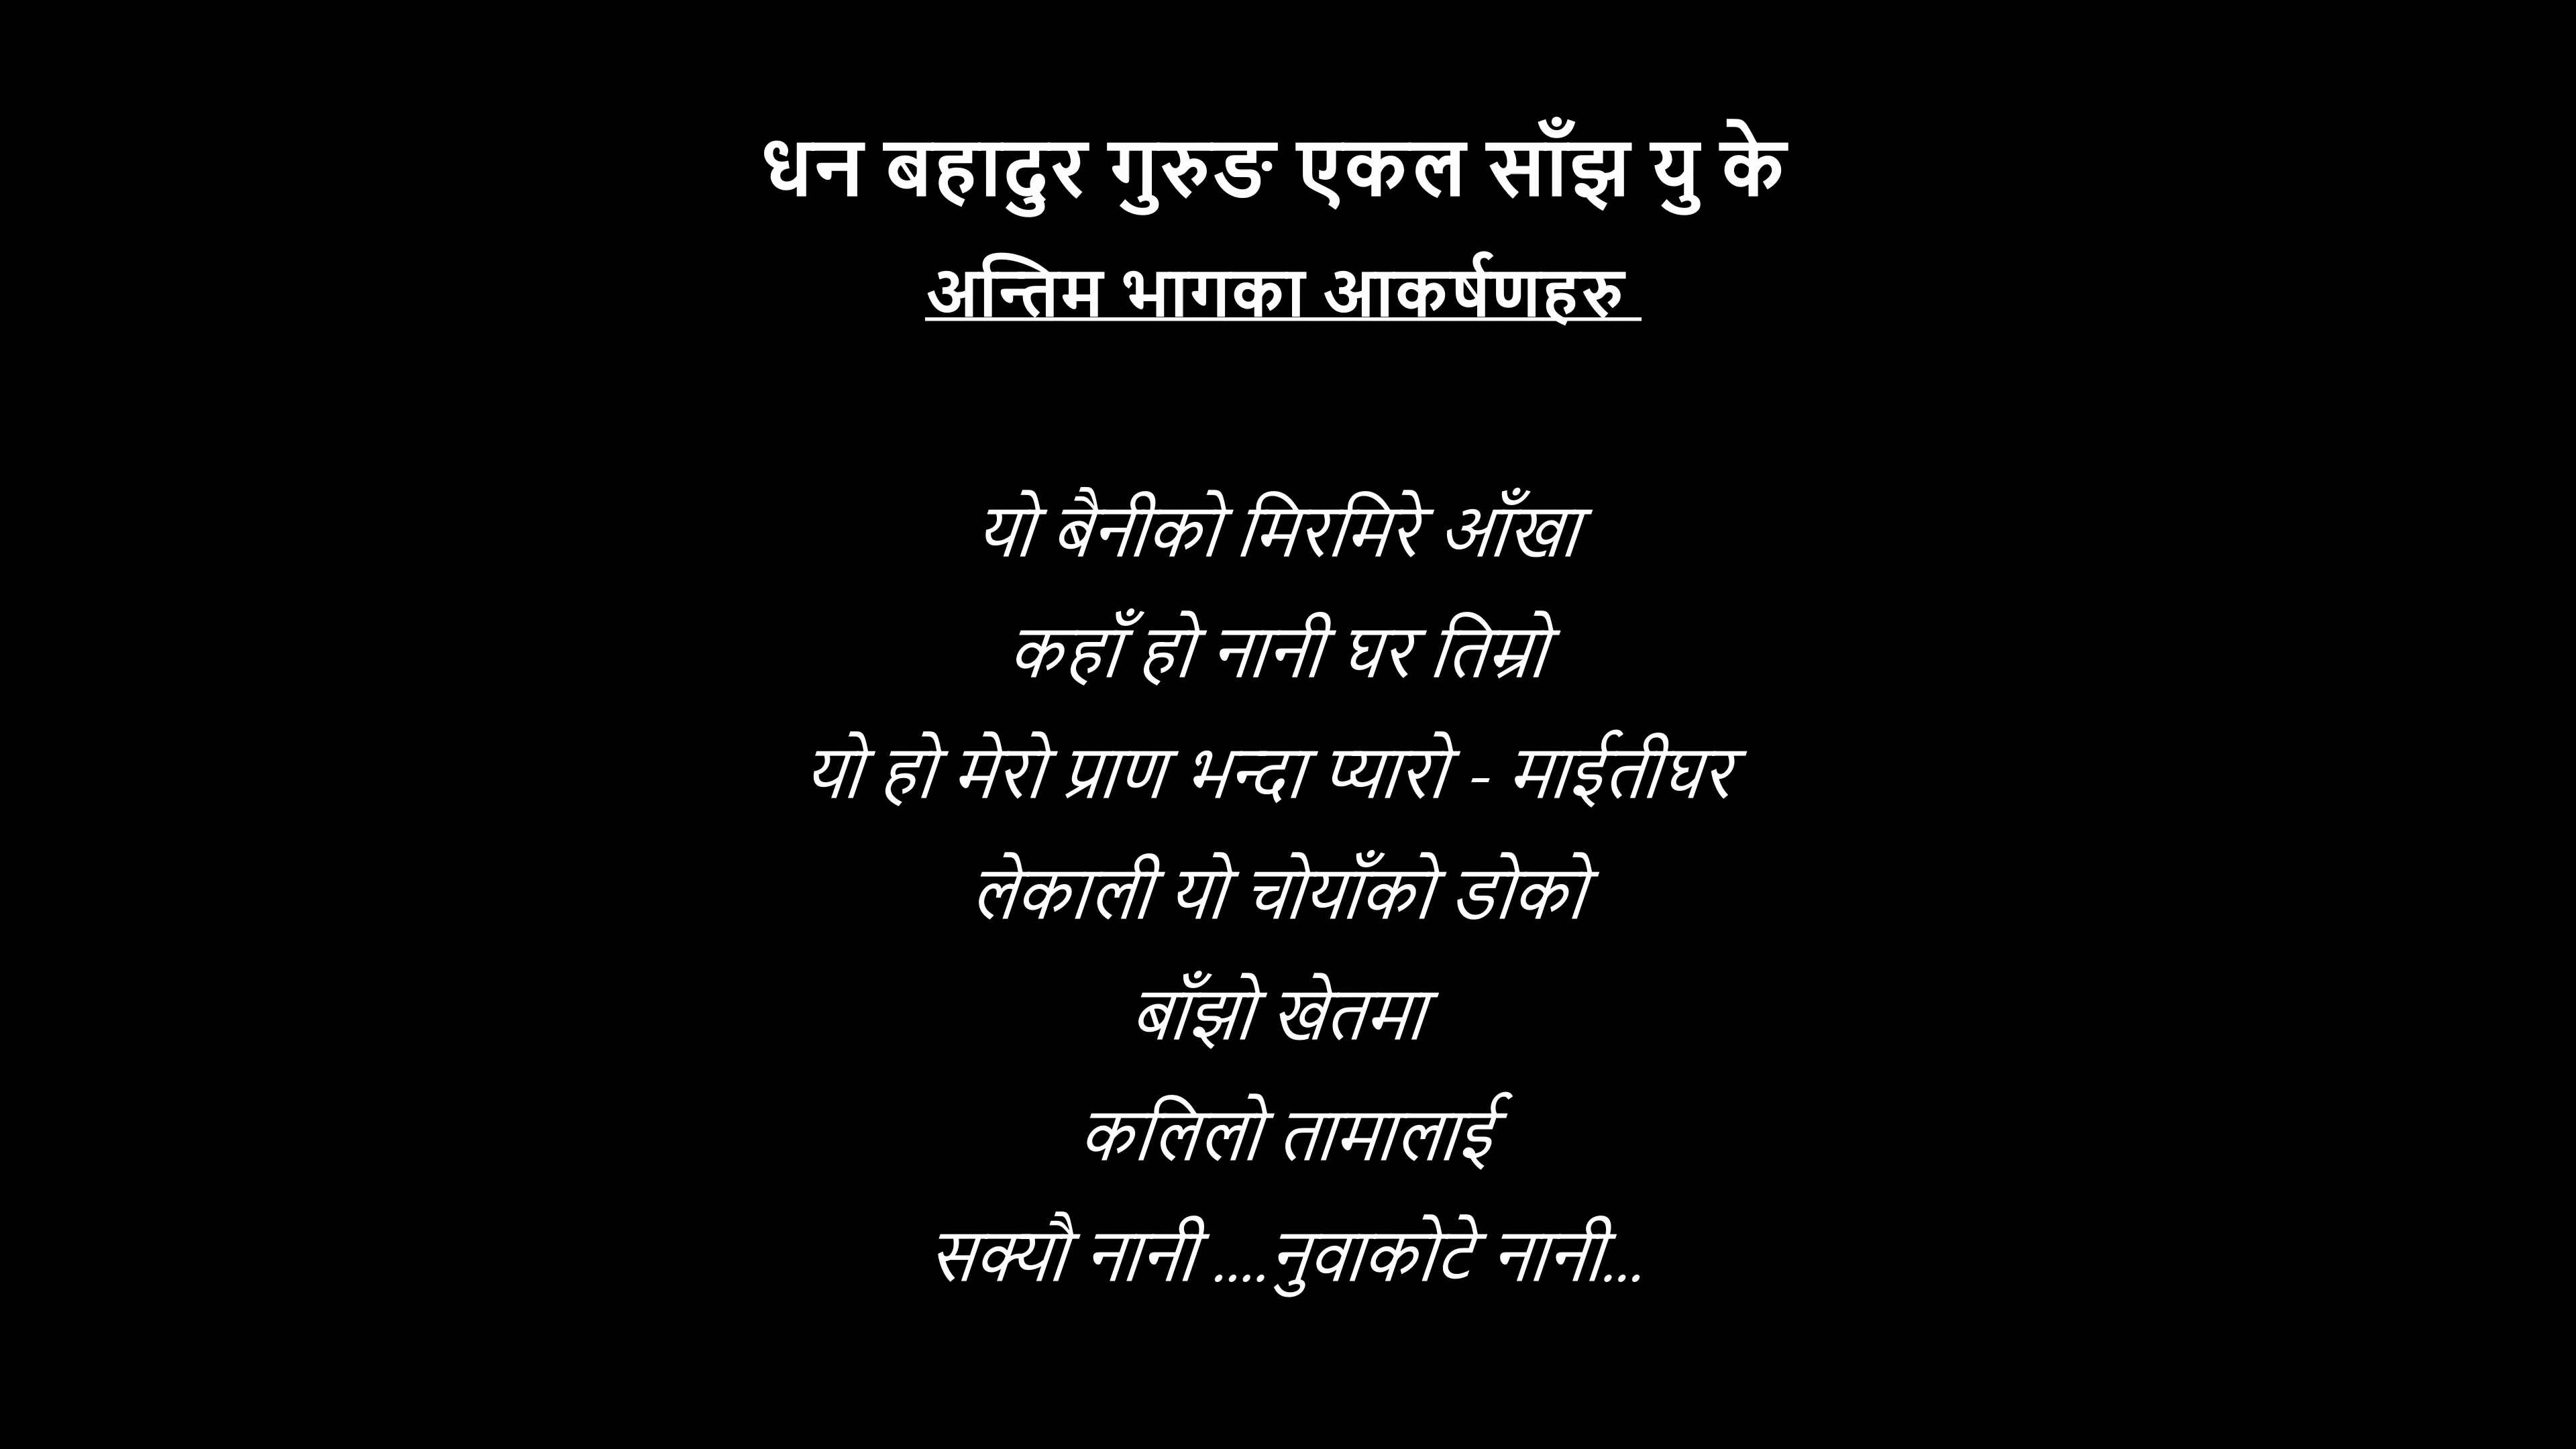 धन बहादुर गुरुङ एकल साँझ यु के
अन्तिम भागका आकर्षणहरु
यो बैनीको मिरमिरे आँखा
कहाँ हो नानी घर तिम्रो
यो हो मेरो प्राण भन्दा प्यारो - माईतीघर
लेकाली यो चोयाँको डोको
बाँझो खेतमा
कलिलो तामालाई
सक्यौ नानी ....नुवाकोटे नानी...